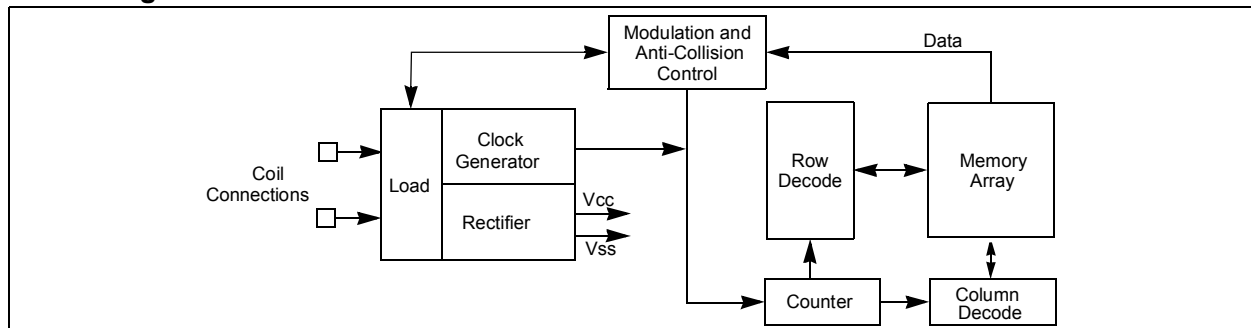 Modulation and
Anti-Collision
Control
Data
Clock
Generator
Row
Decode
Memory
Array
Coil
Connections
Load
Vcc
Rectifier
Vss
Counter
Column
Decode